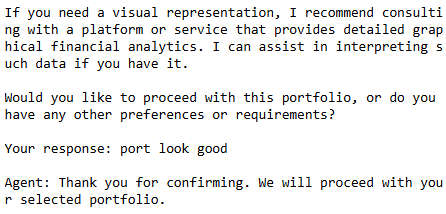 If you need a visual representation, I recommend consulti
ng with a platform or service that provides detailed grap
hical financial analytics. I can assist in interpreting s
uch data if you have it.

Would you like to proceed with this portfolio, or do you
have any other preferences or requirements?

Your response: port look good

Agent: Thank you for confirming. We will proceed with you
r selected portfolio.